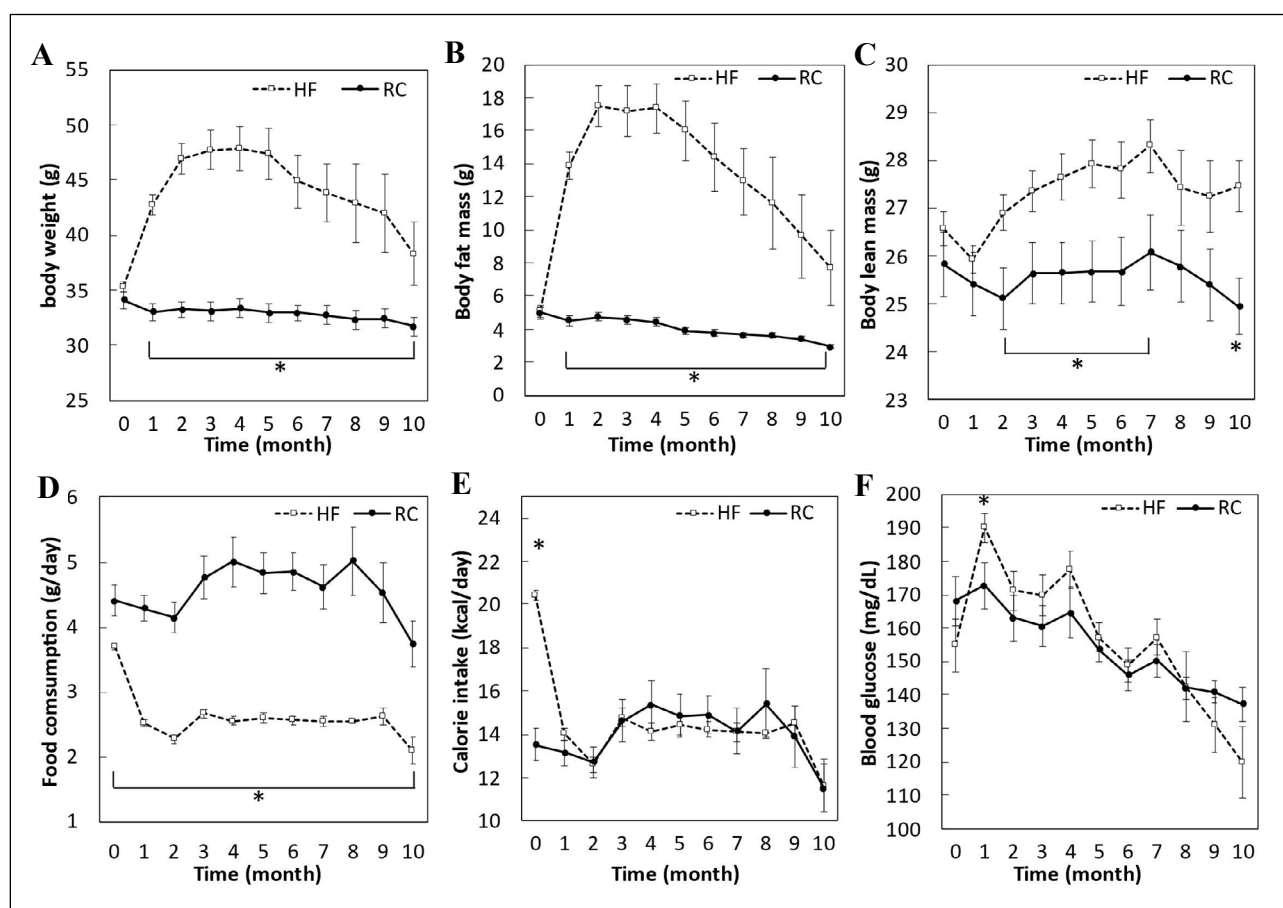 A
HF RC
body weight (g)
55
50
45
40
35
30
25
*
0 1 2 3 4 5 6 7 8 9 10
Time (month)
B
HF RC
Body fat mass (g)
20
18
16
14
12
10
8
6
4
2
0
*
0 1 2 3 4 5 6 7 8 9 10
Time (month)
C
HF RC
Body lean mass (g)
30
29
28
27
26
25
24
23
*
*
0 1 2 3 4 5 6 7 8 9 10
Time (month)
D
HF RC
Food comsumption (g/day)
6
5
4
3
2
1
*
0 1 2 3 4 5 6 7 8 9 10
Time (month)
E
HF RC
Calorie intake (kcal/day)
24
22
20
18
16
14
12
10
*
0 1 2 3 4 5 6 7 8 9 10
Time (month)
F
HF RC
Blood glucose (mg/dL)
200
190
180
170
160
150
140
130
120
110
100
*
0 1 2 3 4 5 6 7 8 9 10
Time (month)